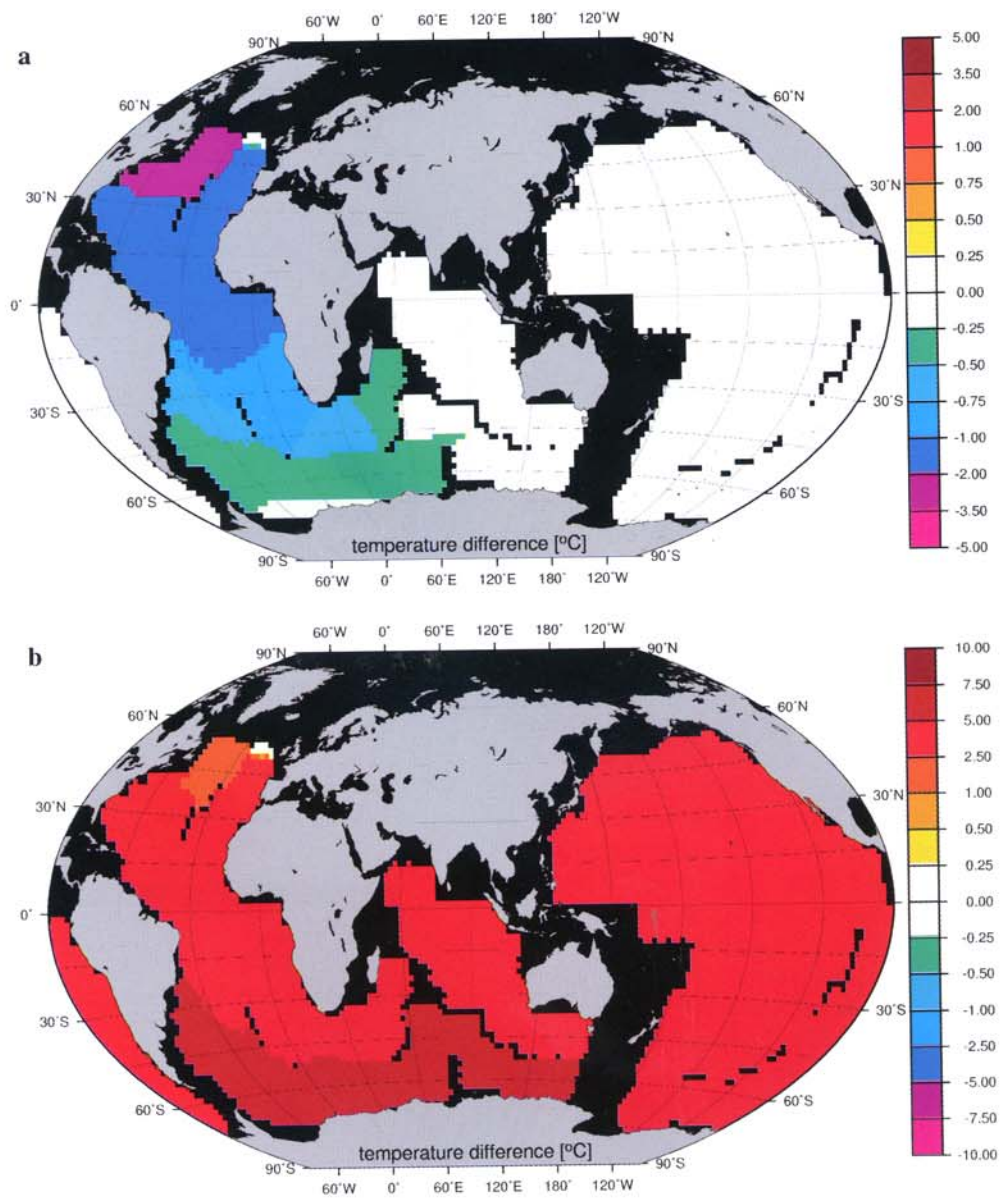 60˚W 0˚ 60˚E 120˚E 180˚ 120˚W
a
90˚N 90˚N
60˚N 60˚N
30˚N 30˚N
0˚ 0˚
30˚S 30˚S
60˚S 60˚S
temperature difference [ºC]
90˚S 90˚S
60˚W 0˚ 60˚E 120˚E 180˚ 120˚W
5.00
3.50
2.00
1.00
0.75
0.50
0.25
0.00
-0.25
-0.50
-0.75
-1.00
-2.00
-3.50
-5.00
60˚W 0˚ 60˚E 120˚E 180˚ 120˚W
b
90˚N 90˚N
60˚N 60˚N
30˚N 30˚N
0˚ 0˚
30˚S 30˚S
60˚S 60˚S
temperature difference [ºC]
90˚S 90˚S
60˚W 0˚ 60˚E 120˚E 180˚ 120˚W
10.00
7.50
5.00
2.50
1.00
0.50
0.25
0.00
-0.25
-0.50
-1.00
-2.50
-5.00
-7.50
-10.00